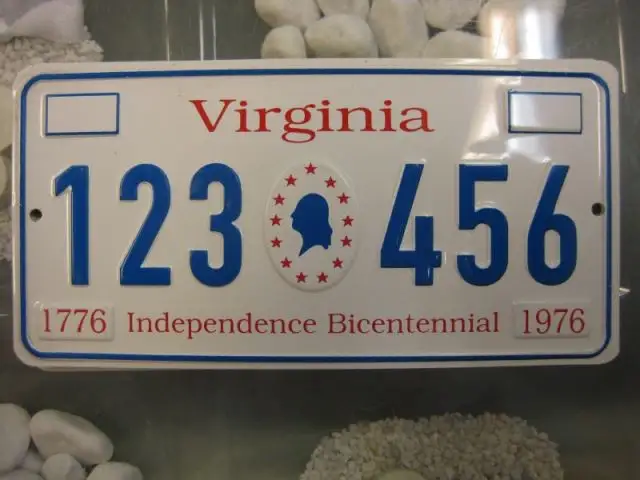 Virginia
123 456
1776 Independence Bicentennial 1976